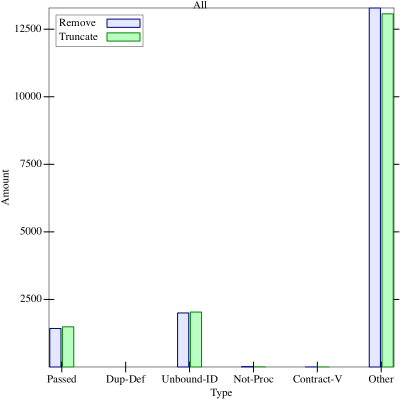 All
Remove
Truncate
12500
10000
7500
5000
2500
Amount
Passed Dup-Def Unbound-ID Not-Proc Contract-V Other
Type